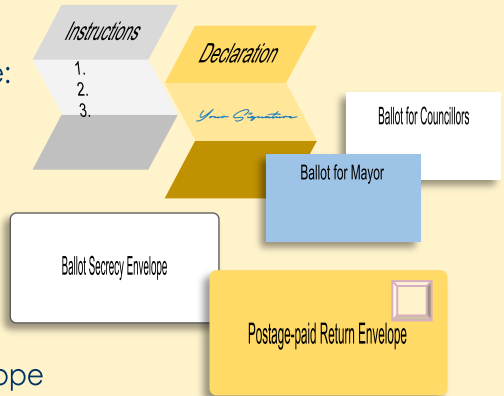 Instructions
1.
2.
3.
Declaration
Your Signature
Ballot for Councillors
Ballot for Mayor
Ballot Secrecy Envelope
Postage-paid Return Envelope